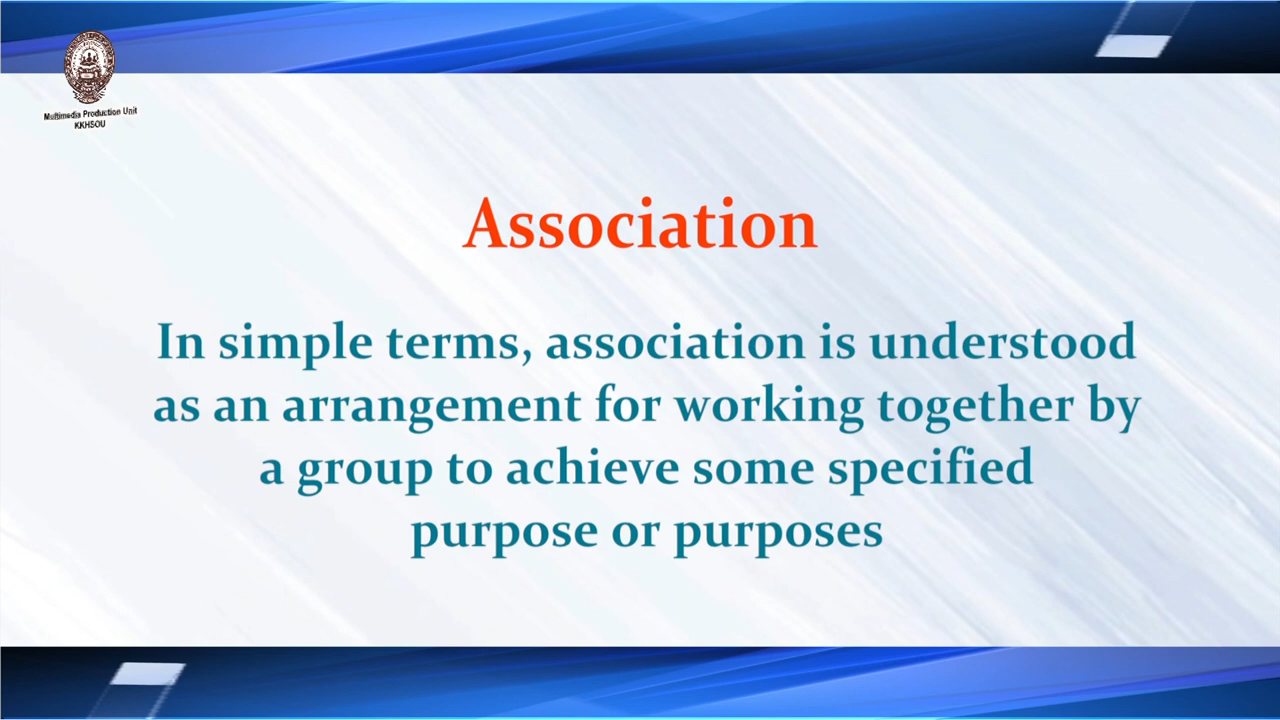 Multimedia Production Unit
KKHSOU
Association
In simple terms, association is understood
as an arrangement for working together by
a group to achieve some specified
purpose or purposes